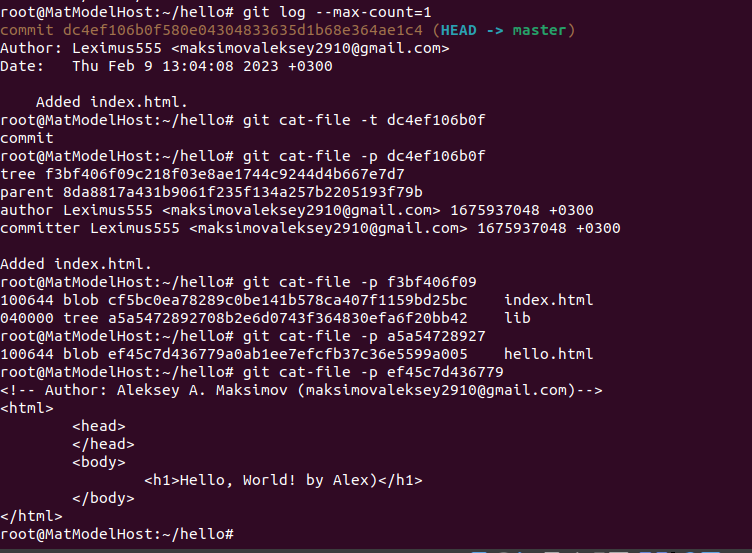 root@MatModelHost:~/hello# git log --max-count=1
commit dc4ef106b0f580e04304833635d1b68e364ae1c4 (HEAD -> master)
Author: Leximus555 <maksimovaleksey2910@gmail.com>
Date:   Thu Feb 9 13:04:08 2023 +0300

    Added index.html.
root@MatModelHost:~/hello# git cat-file -t dc4ef106b0f
commit
root@MatModelHost:~/hello# git cat-file -p dc4ef106b0f
tree f3bf406f09c218f03e8ae1744c9244d4b667e7d7
parent 8da8817a431b9061f235f134a257b2205193f79b
author Leximus555 <maksimovaleksey2910@gmail.com> 1675937048 +0300
committer Leximus555 <maksimovaleksey2910@gmail.com> 1675937048 +0300

Added index.html.
root@MatModelHost:~/hello# git cat-file -p f3bf406f09
100644 blob cf5bc0ea78289c0be141b578ca407f1159bd25bc    index.html
040000 tree a5a5472892708b2e6d0743f364830efa6f20bb42    lib
root@MatModelHost:~/hello# git cat-file -p a5a54728927
100644 blob ef45c7d436779a0ab1ee7efcfb37c36e5599a005    hello.html
root@MatModelHost:~/hello# git cat-file -p ef45c7d436779
<!-- Author: Aleksey A. Maksimov (maksimovaleksey2910@gmail.com)-->
<html>
        <head>
        </head>
        <body>
                <h1>Hello, World! by Alex)</h1>
        </body>
</html>
root@MatModelHost:~/hello#